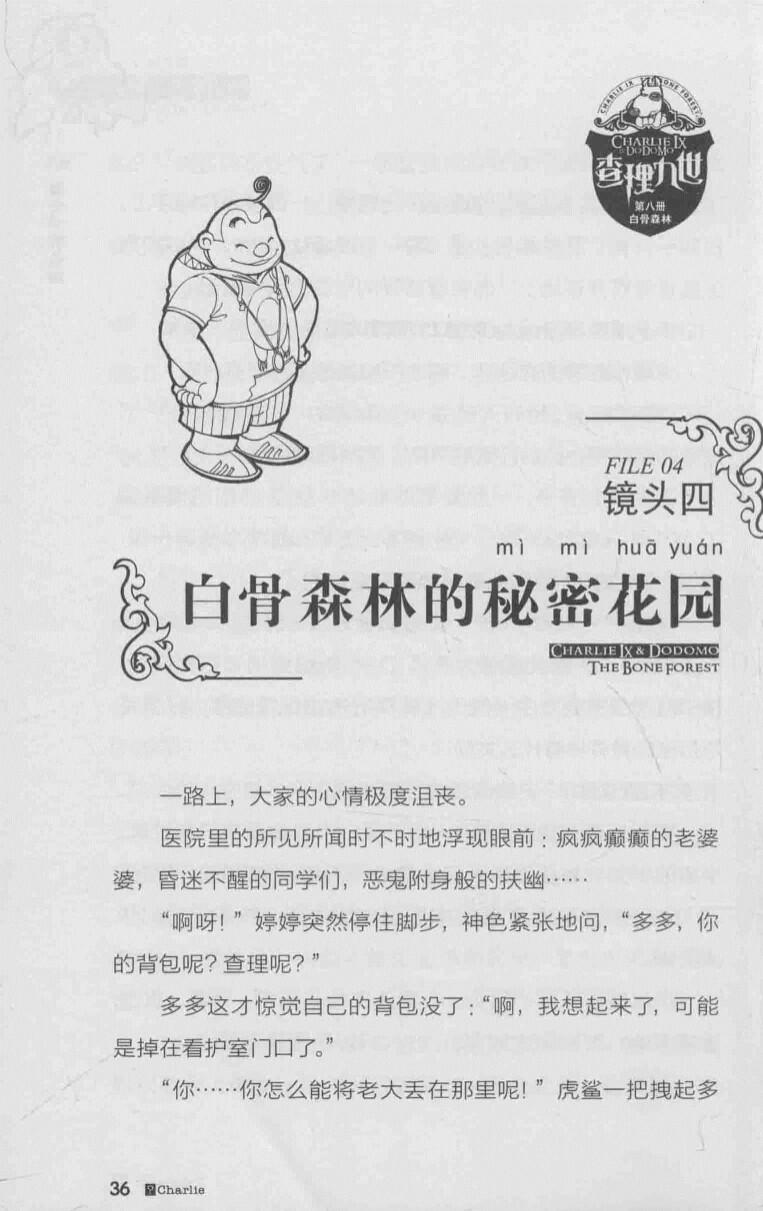 CHARLIE IX BONE FOREST
CHARLIE IX
& DODOMO
查理九世
第八册
白骨森林
FILE 04
镜头四
mì mì huā yuán
白骨森林的秘密花园
CHARLIE IX & DODOMO
THE BONE FOREST
一路上，大家的心情极度沮丧。
医院里的所见所闻时不时地浮现眼前：疯疯癫癫的老婆
婆，昏迷不醒的同学们，恶鬼附身般的扶幽……
“啊呀！”婷婷突然停住脚步，神色紧张地问，“多多，你
的背包呢？查理呢？”
多多这才惊觉自己的背包没了：“啊，我想起来了，可能
是掉在看护室门口了。”
“你……你怎么能将老大丢在那里呢！”虎鲨一把拽起多
36 Charlie